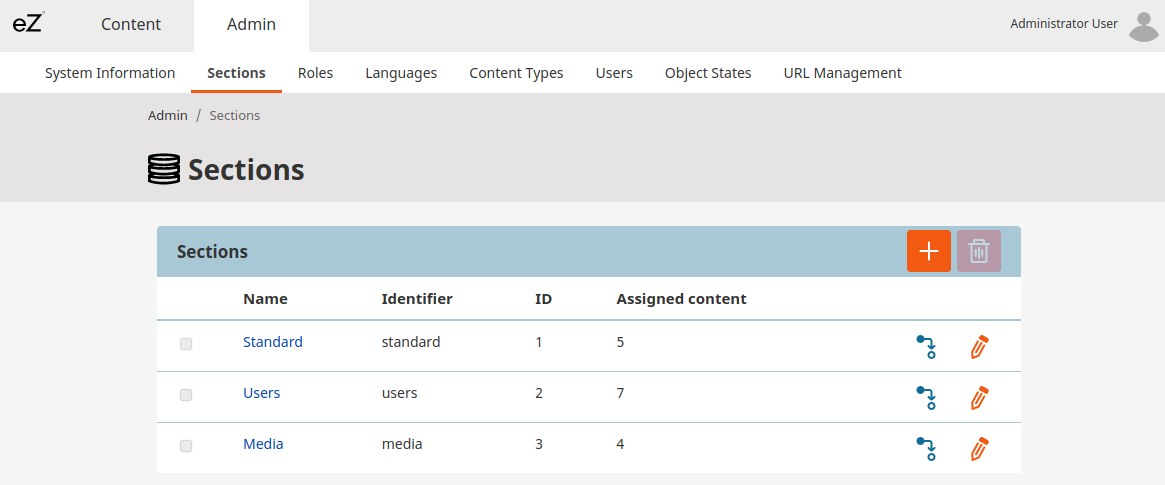 eZ Content Admin Administrator User
System Information Sections Roles Languages Content Types Users Object States URL Management
Admin / Sections
Sections
Sections
Name Identifier ID Assigned content
Standard standard 1 5
Users users 2 7
Media media 3 4